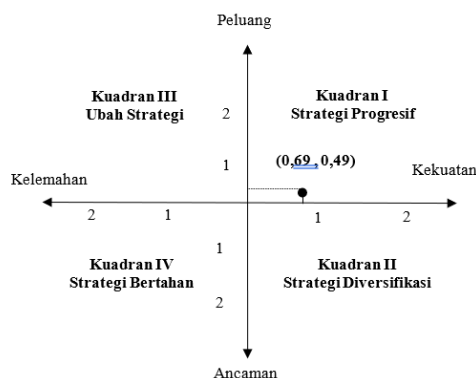 Peluang
Kuadran III
Ubah Strategi
Kuadran I
Strategi Progresif
2
1
(0,69 , 0,49)
Kelemahan
Kekuatan
2
1
1
2
1
Kuadran IV
Strategi Bertahan
Kuadran II
Strategi Diversifikasi
2
Ancaman